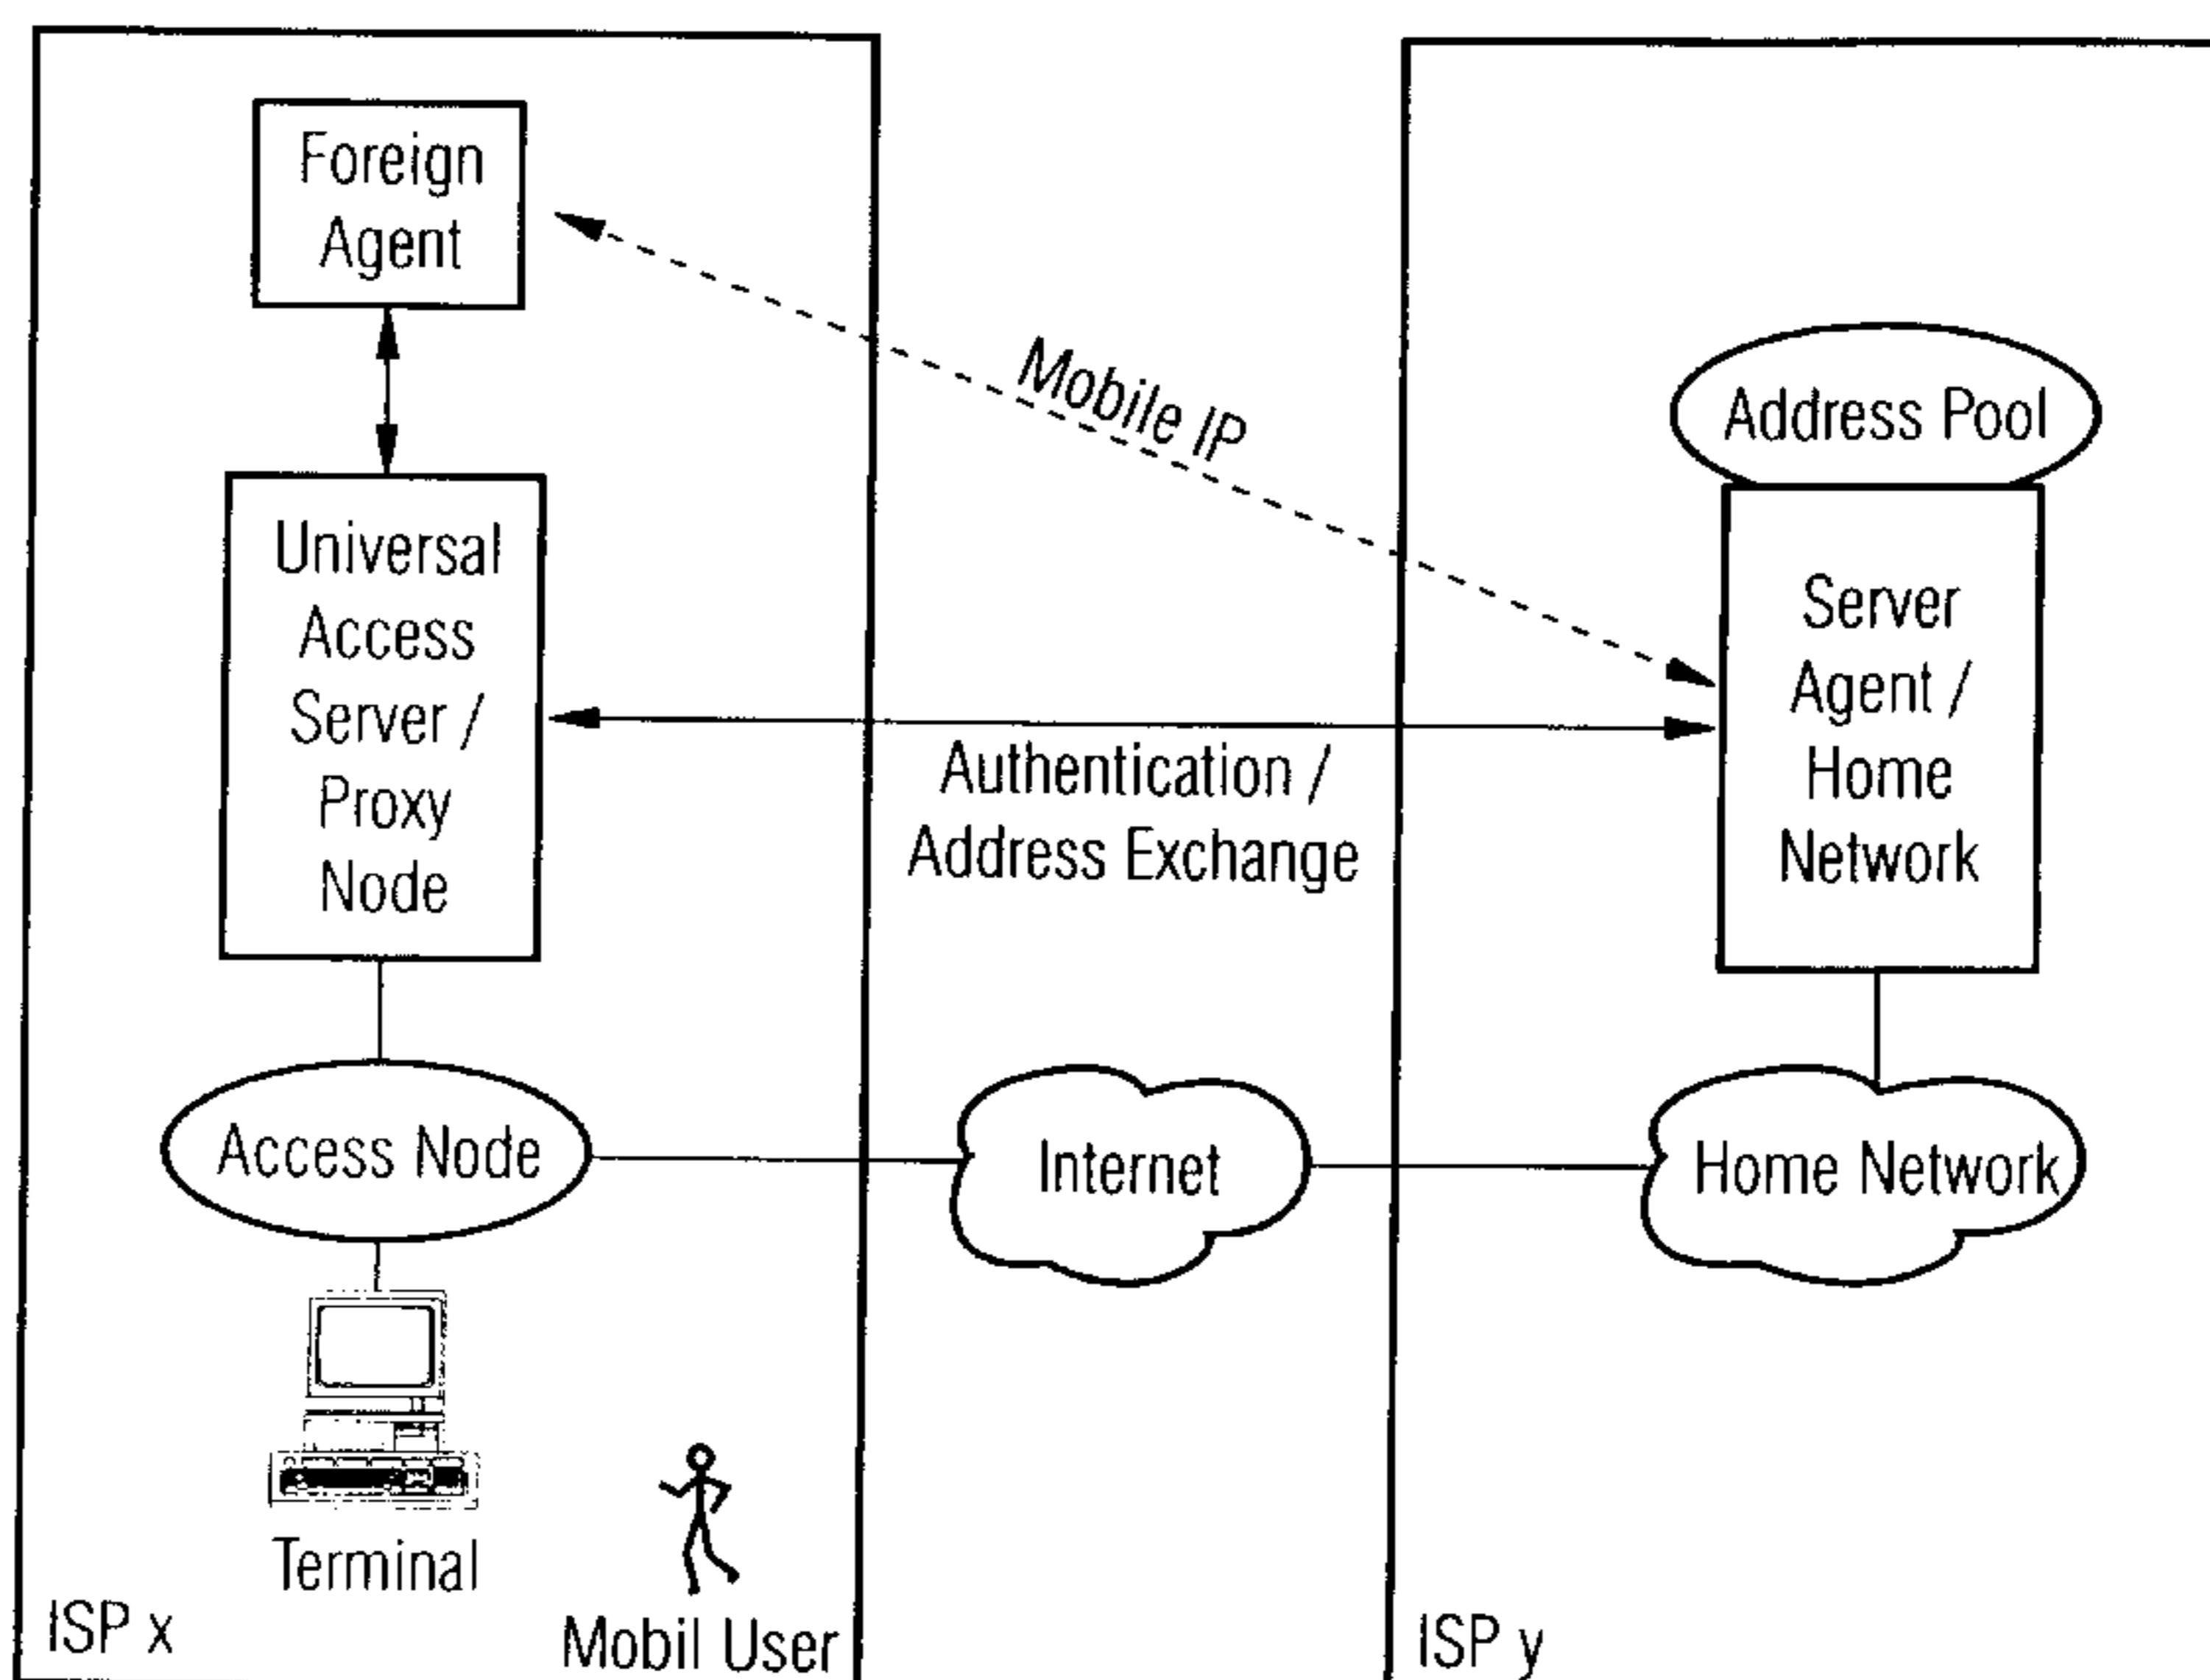 Foreign
Agent
Mobile IP
Address Pool
Universal
Access
Server /
Proxy
Node
Server
Agent /
Home
Network
Authentication /
Address Exchange
Access Node
Internet
Home Network
Terminal
ISP x
Mobil User
ISP y